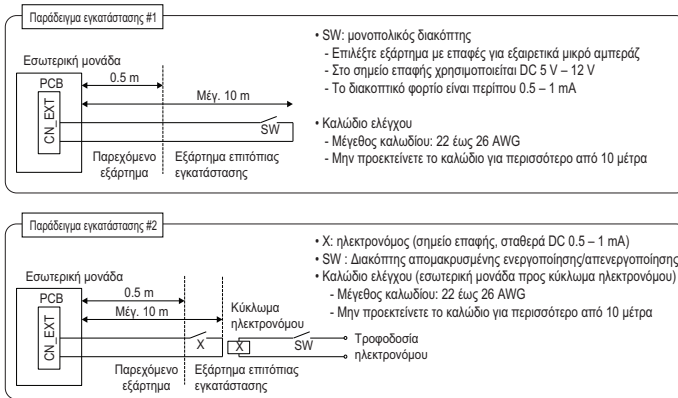 Παράδειγμα εγκατάστασης #1
Εσωτερική μονάδα
PCB
CN_EXT
0.5 m
Μέγ. 10 m
SW
Παρεχόμενο
εξάρτημα
Εξάρτημα επιτόπιας
εγκατάστασης
• SW: μονοπολικός διακόπτης
- Επιλέξτε εξάρτημα με επαφές για εξαιρετικά μικρό αμπεράζ
- Στο σημείο επαφής χρησιμοποιείται DC 5 V – 12 V
- Το διακοπτικό φορτίο είναι περίπου 0.5 – 1 mA
• Καλώδιο ελέγχου
- Μέγεθος καλωδίου: 22 έως 26 AWG
- Μην προεκτείνετε το καλώδιο για περισσότερο από 10 μέτρα
Παράδειγμα εγκατάστασης #2
Εσωτερική μονάδα
PCB
CN_EXT
0.5 m
Μέγ. 10 m
X
Κύκλωμα
ηλεκτρονόμου
X
SW
Τροφοδοσία
ηλεκτρονόμου
Παρεχόμενο
εξάρτημα
Εξάρτημα επιτόπιας
εγκατάστασης
• X: ηλεκτρονόμος (σημείο επαφής, σταθερά DC 0.5 – 1 mA)
• SW : Διακόπτης απομακρυσμένης ενεργοποίησης/απενεργοποίησης
• Καλώδιο ελέγχου (εσωτερική μονάδα προς κύκλωμα ηλεκτρονόμου)
- Μέγεθος καλωδίου: 22 έως 26 AWG
- Μην προεκτείνετε το καλώδιο για περισσότερο από 10 μέτρα